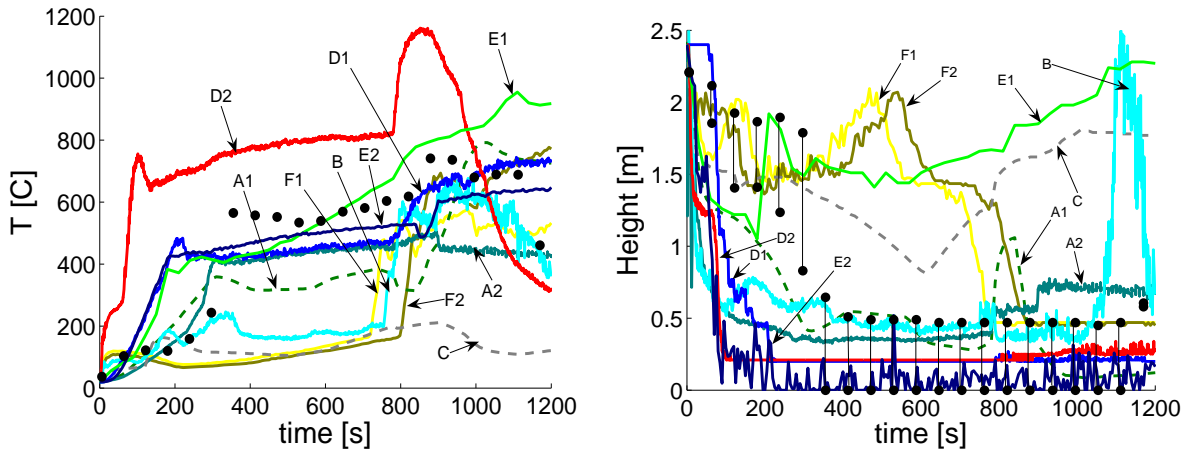 1200
1000
800
600
400
200
0
T [C]
0 200 400 600 800 1000 1200
time [s]
D2
A1
F1
B
E2
D1
E1
F2
A2
C
2.5
2
1.5
1
0.5
0
Height [m]
0 200 400 600 800 1000 1200
time [s]
F1
F2
E1
B
C
A1
A2
D2
D1
E2